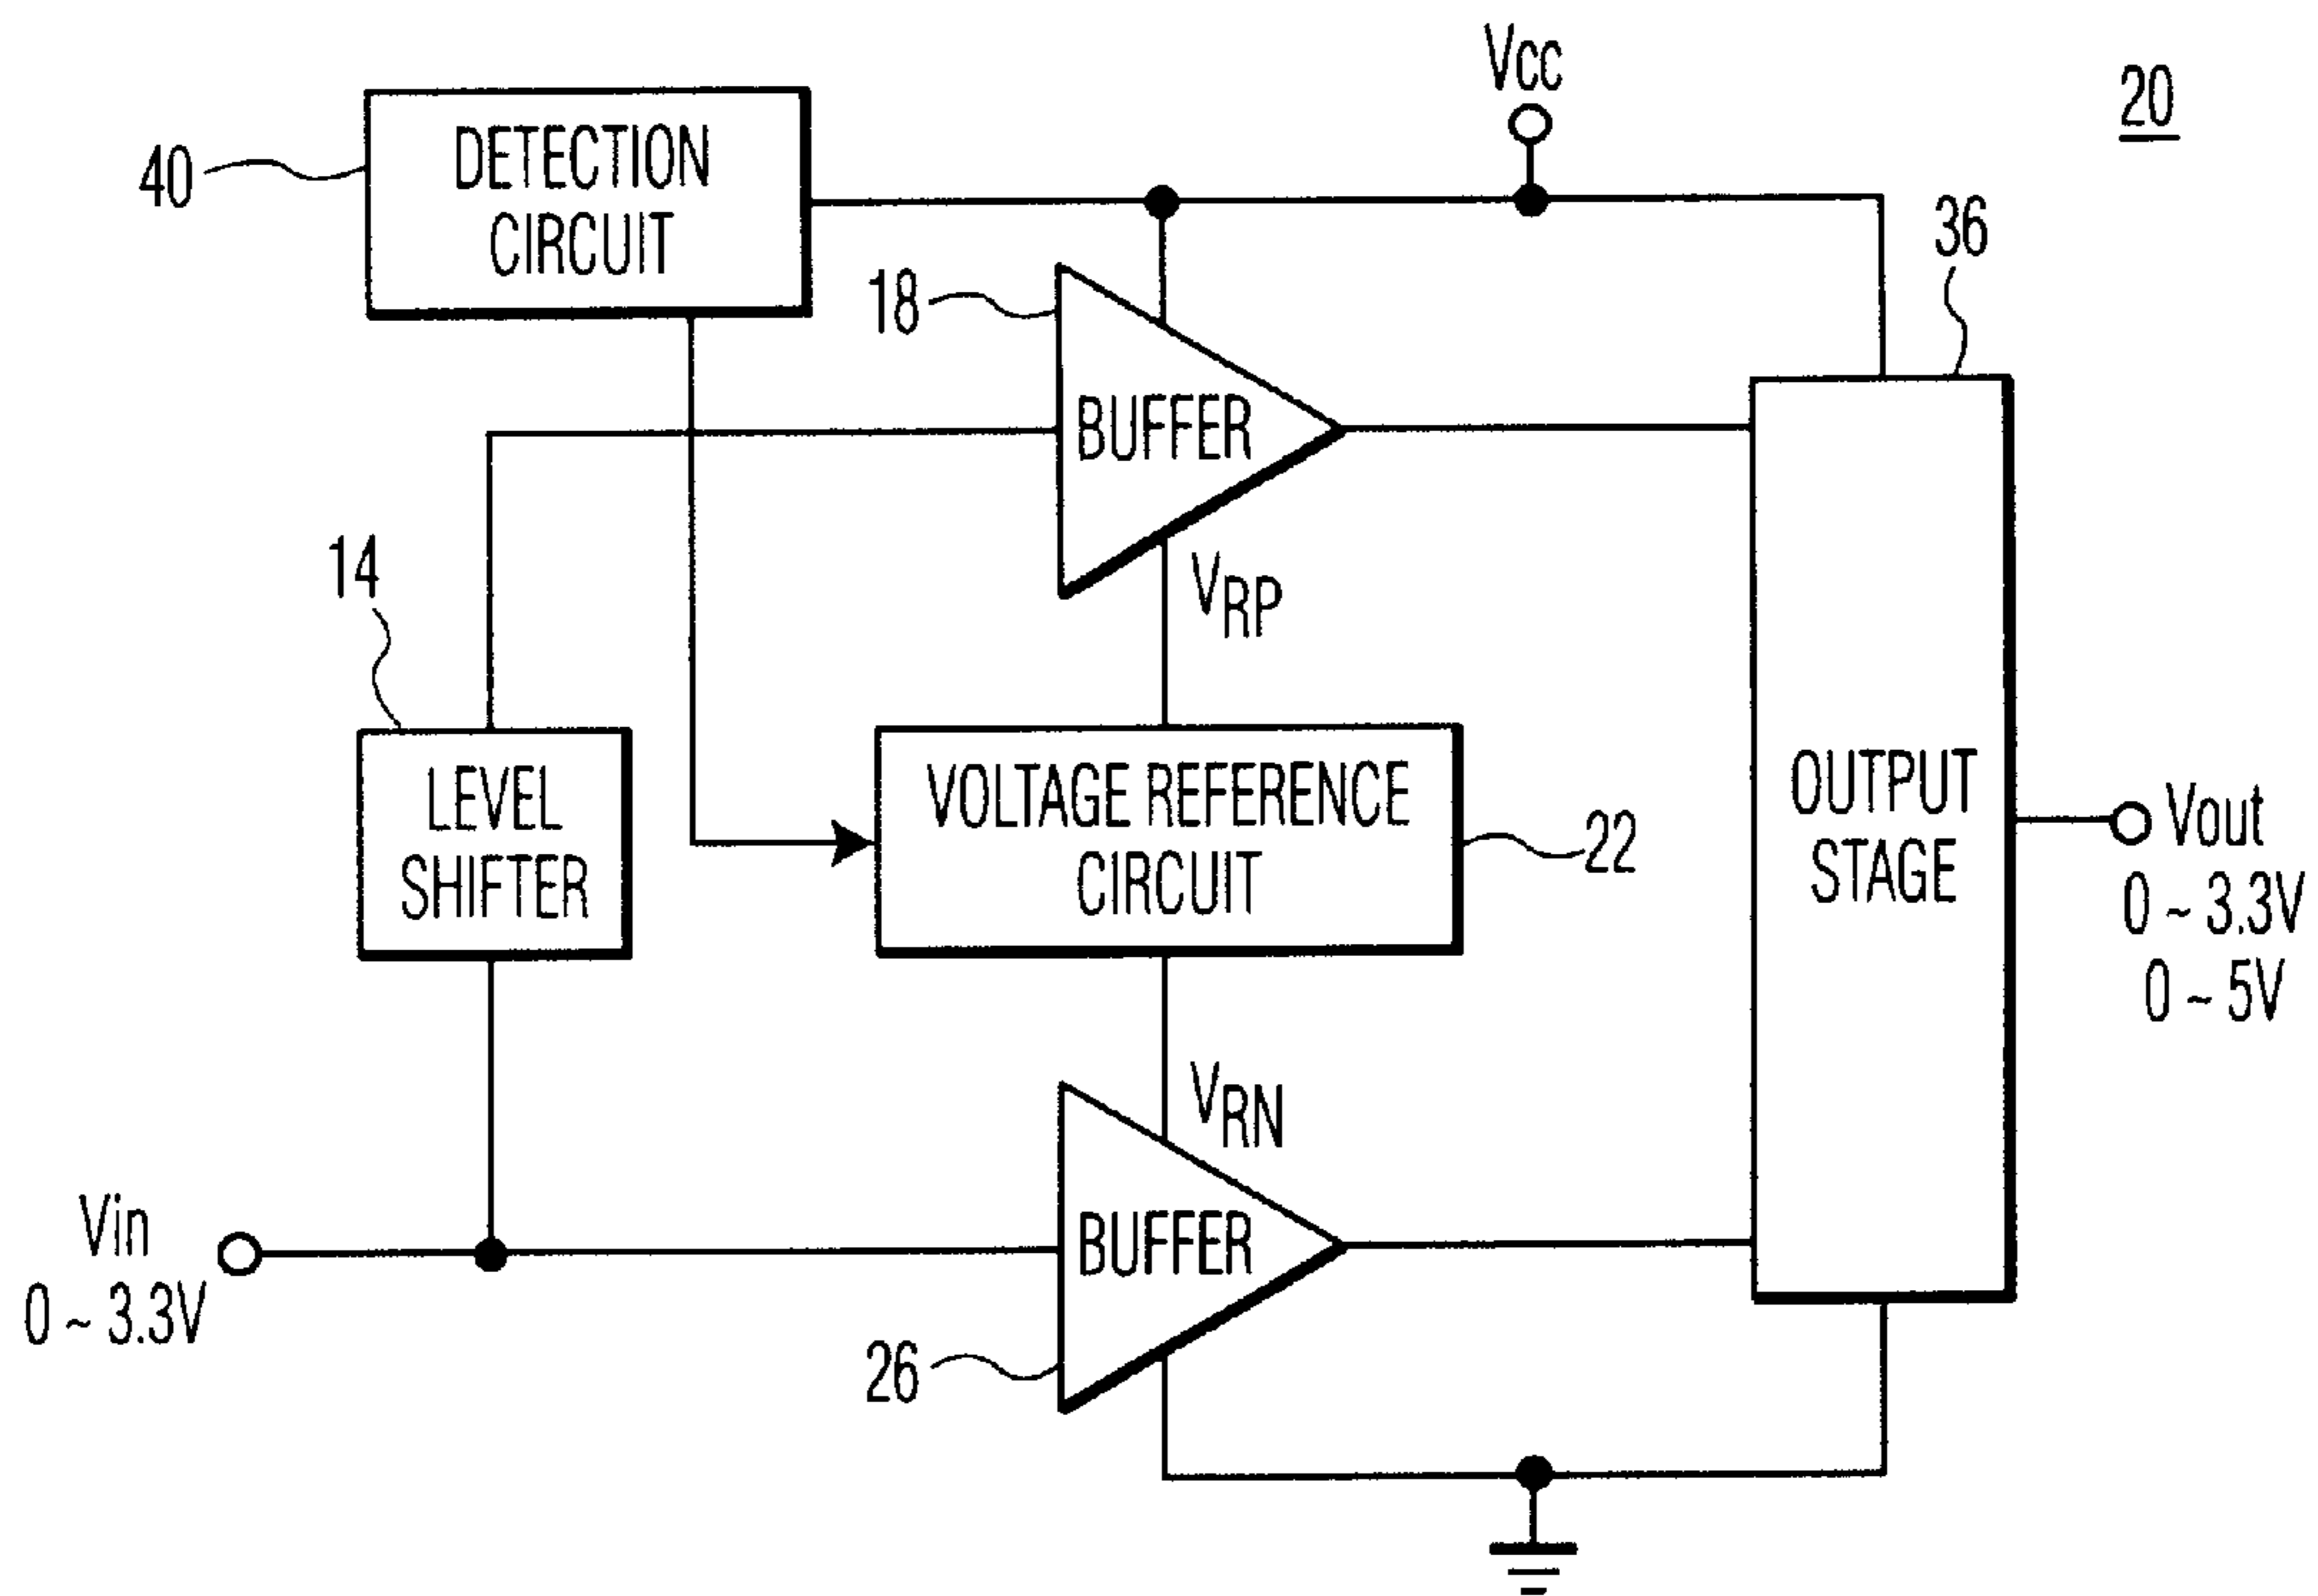 Vcc
20
DETECTION
CIRCUIT
40
36
18
BUFFER
VRP
14
LEVEL
SHIFTER
VOLTAGE REFERENCE
CIRCUIT
22
OUTPUT
STAGE
Vout
0 ~ 3.3V
0 ~ 5V
VRN
Vin
0 ~ 3.3V
BUFFER
26